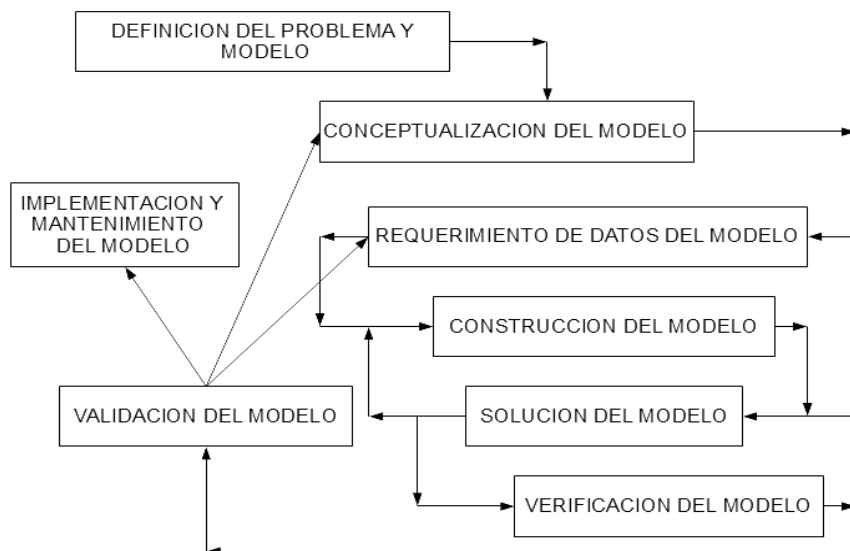 DEFINICION DEL PROBLEMA Y
MODELO
CONCEPTUALIZACION DEL MODELO
IMPLEMENTACION Y
MANTENIMIENTO
DEL MODELO
REQUERIMIENTO DE DATOS DEL MODELO
CONSTRUCCION DEL MODELO
VALIDACION DEL MODELO
SOLUCION DEL MODELO
VERIFICACION DEL MODELO